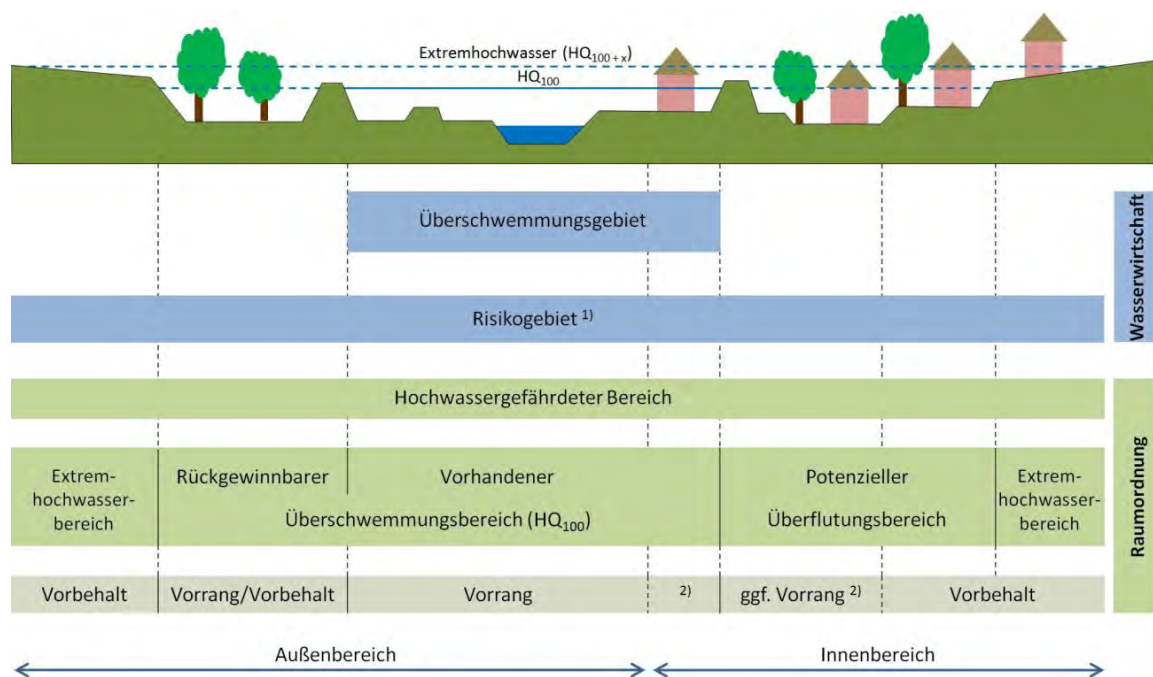 Extremhochwasser (HQ100 + x)
HQ100
Überschwemmungsgebiet
Wasserwirtschaft
Risikogebiet 1)
Hochwassergefährdeter Bereich
Raumordnung
Extrem-
hochwasser-
bereich
Rückgewinnbarer
Vorhandener
Überschwemmungsbereich (HQ100)
Potenzieller
Überflutungsbereich
Extrem-
hochwasser-
bereich
Vorbehalt
Vorrang/Vorbehalt
Vorrang
2)
ggf. Vorrang 2)
Vorbehalt
Außenbereich
Innenbereich